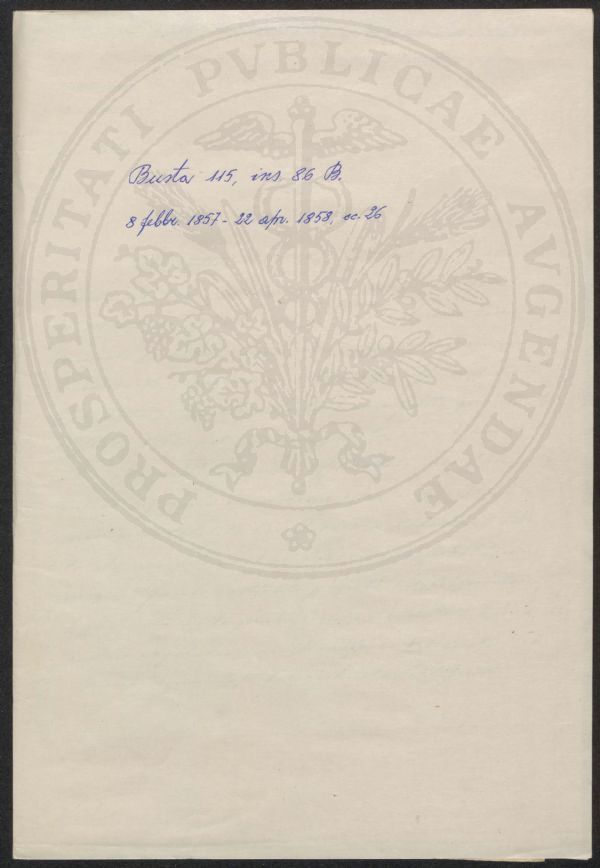 Busta 115, ins. 86 B.
8 febbr. 1857 - 22 apr. 1858, cc. 26
PROSPERITATI PVBLICAE AVGENDAE